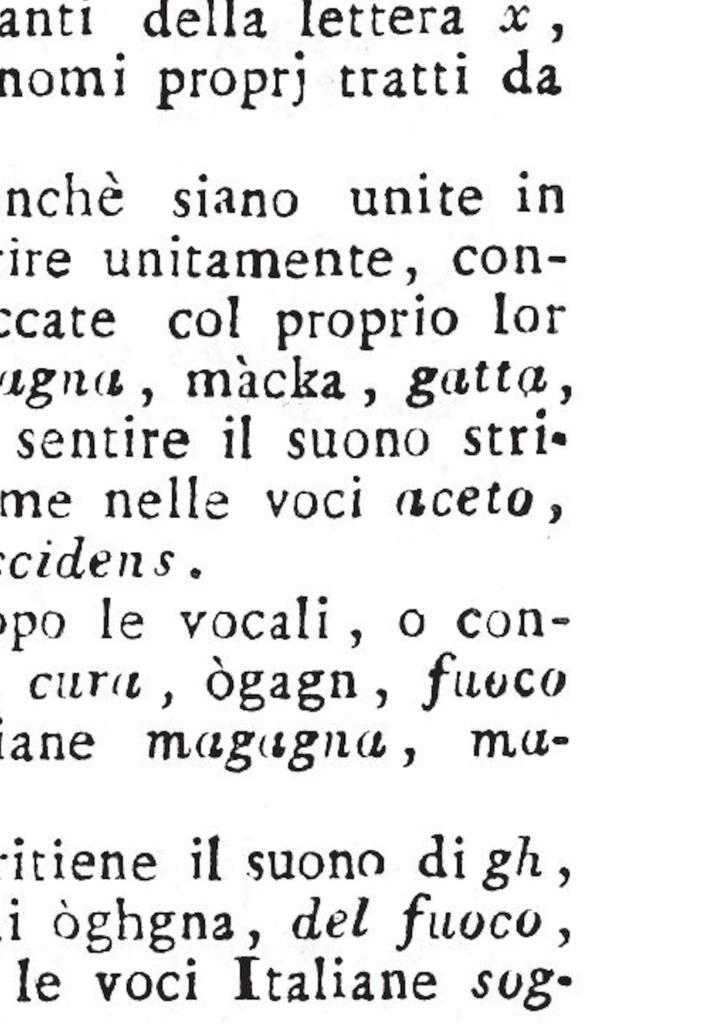 anti della lettera x,
nomi proprj tratti da
nchè siano unite in
rire unitamente, con-
ccate col proprio lor
agna, màcka, gatta,
sentire il suono stri-
me nelle voci aceto,
ccidens.
opo le vocali, o con-
cura, ògagn, fuoco
iane magagna, ma-
ritiene il suono di gh,
i òghgna, del fuoco,
le voci Italiane sog-